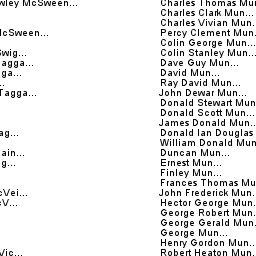 wley McSween... Charles Thomas Mun
Charles Clark Mun...
Charles Vivian Mun.
McSween... Percy Clement Mun.
Colin George Mun...
Swig... Colin Stanley Mun...
agga... Dave Guy Mun...
gga... David Mun...
... Ray David Mun...
Tagga... John Dewar Mun...
Donald Stewart Mun
Donald Scott Mun...
James Donald Mun..
ag... Donald Ian Douglas
William Donald Mun
ain... Duncan Mun...
g... Ernest Mun...
Finley Mun...
Frances Thomas Mu
cVei... John Frederick Mun.
cV... Hector George Mun.
George Robert Mun.
George Gerald Mun.
George Mun...
Henry Gordon Mun..
Vic... Robert Heaton Mun..